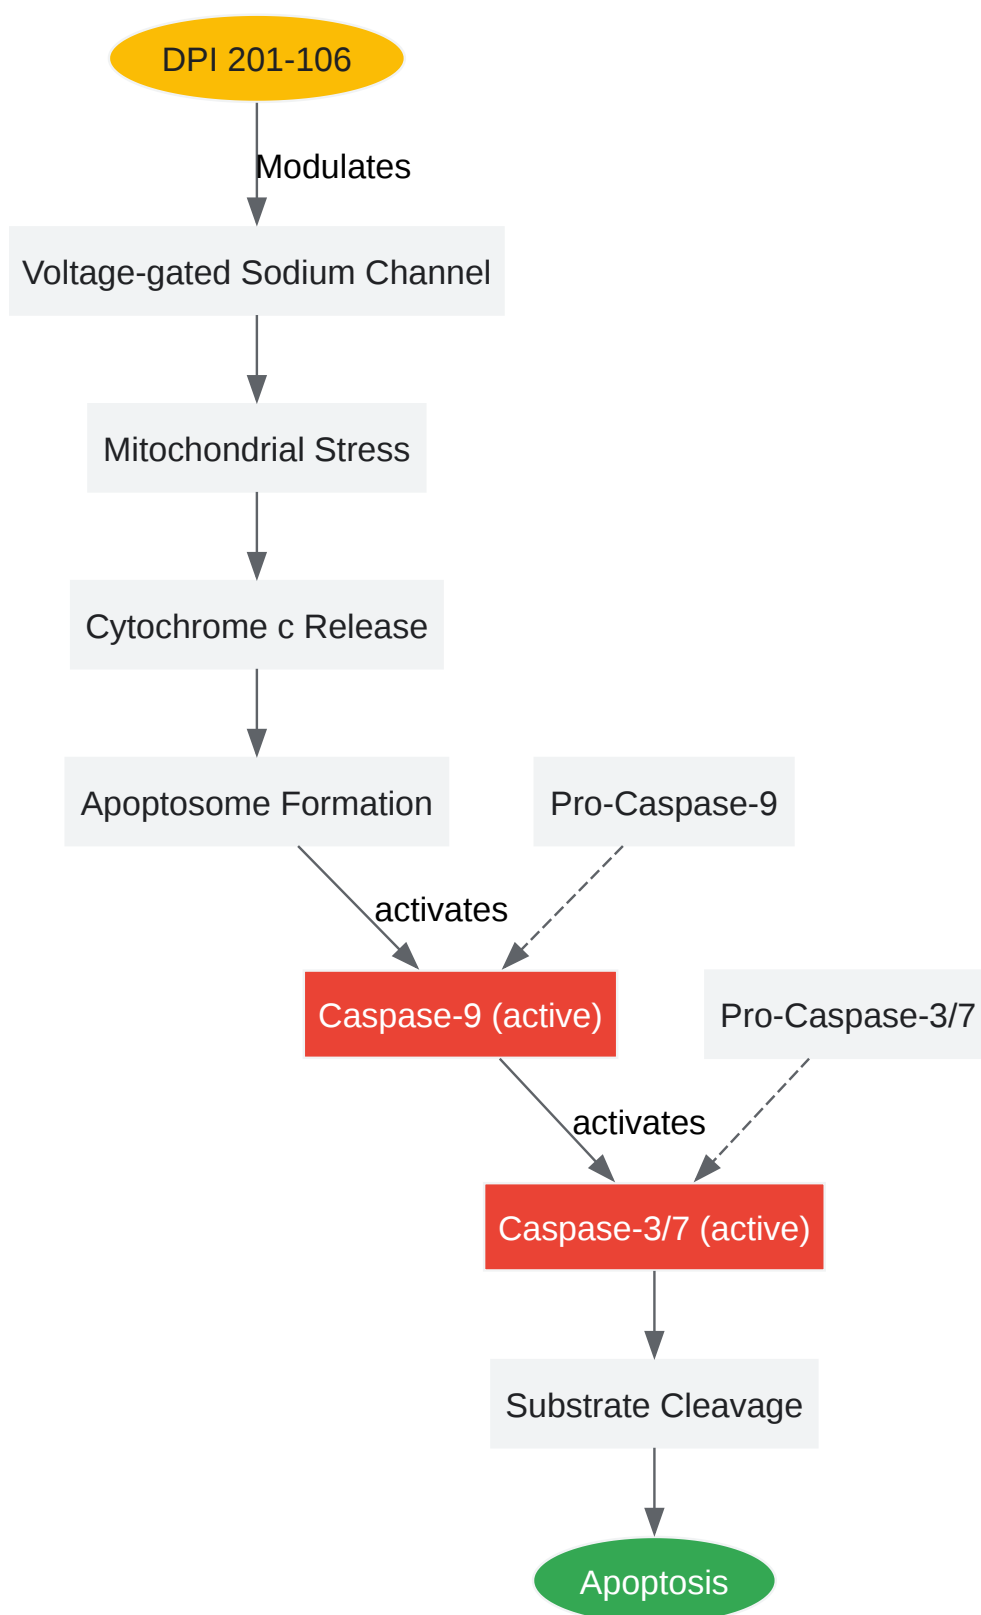 DPI 201-106
Modulates
Voltage-gated Sodium Channel
Mitochondrial Stress
Cytochrome c Release
Apoptosome Formation
Pro-Caspase-9
activates
Caspase-9 (active)
Pro-Caspase-3/7
activates
Caspase-3/7 (active)
Substrate Cleavage
Apoptosis